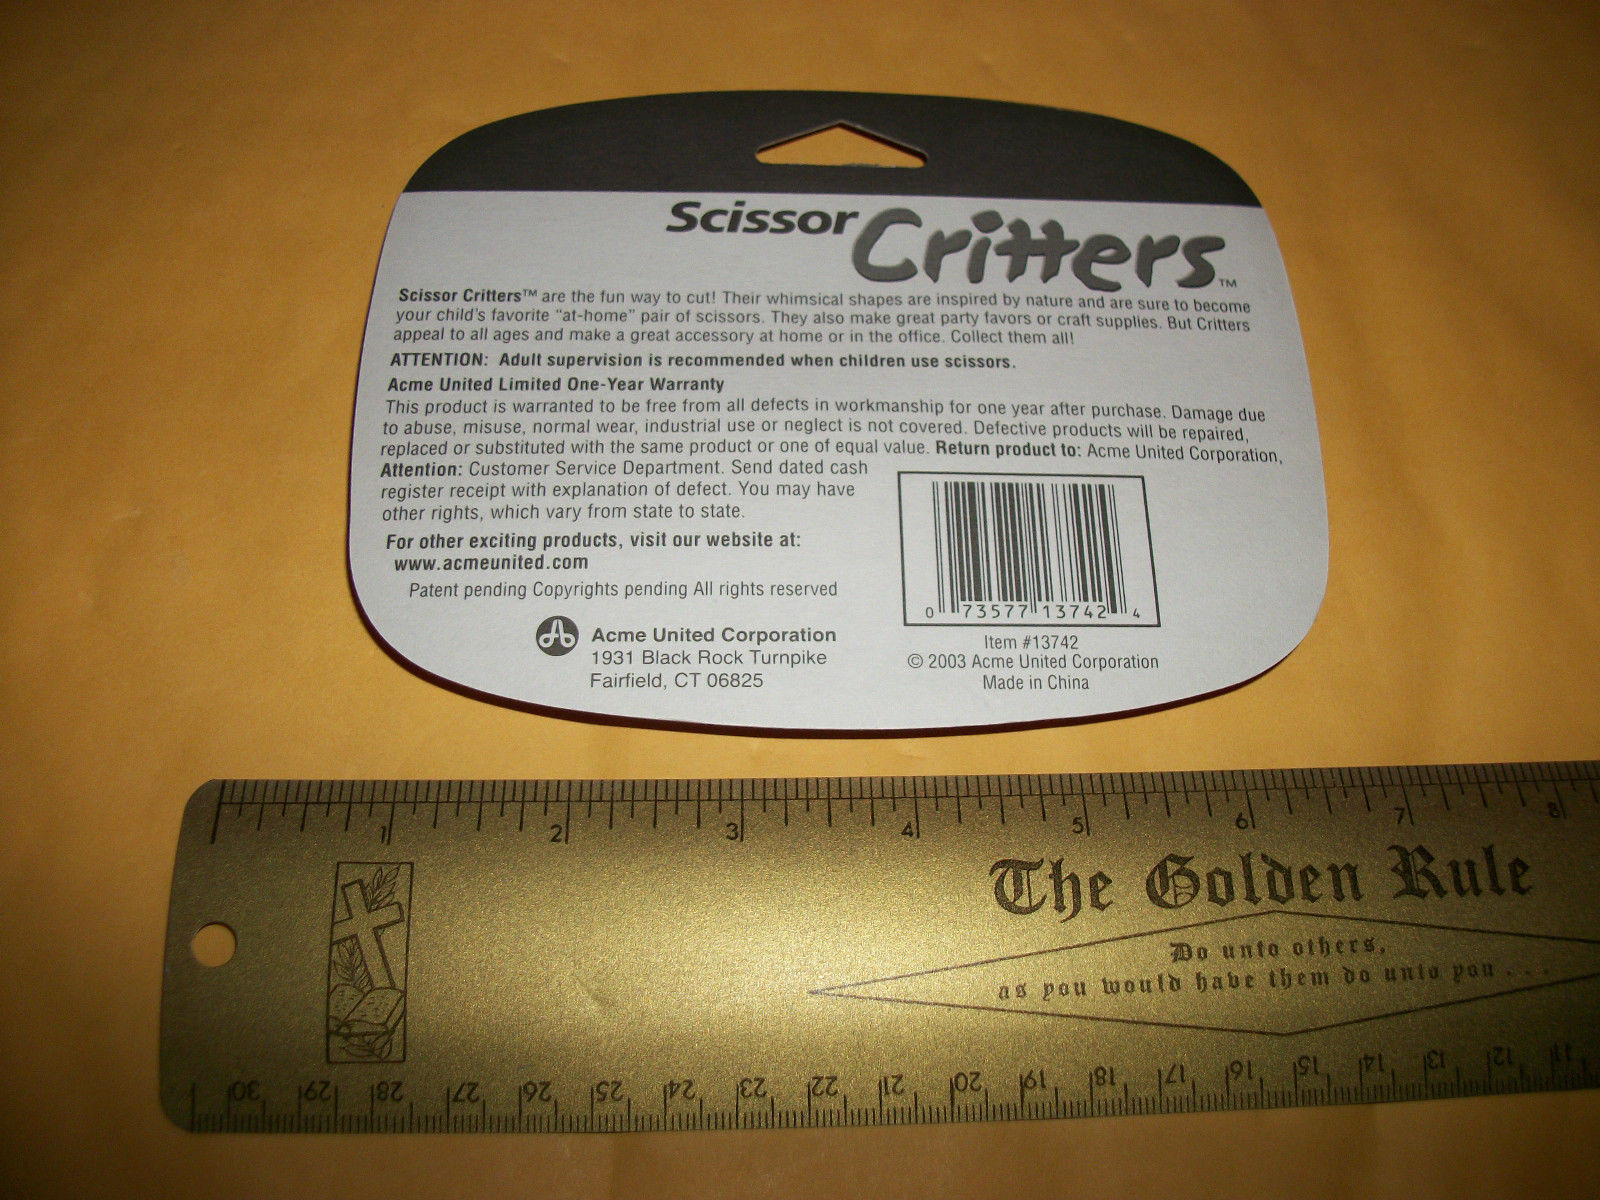 Scissor Critters™
Scissor Critters™ are the fun way to cut! Their whimsical shapes are inspired by nature and are sure to become
your child's favorite "at-home" pair of scissors. They also make great party favors or craft supplies. But Critters
appeal to all ages and make a great accessory at home or in the office. Collect them all!
ATTENTION: Adult supervision is recommended when children use scissors.
Acme United Limited One-Year Warranty
This product is warranted to be free from all defects in workmanship for one year after purchase. Damage due
to abuse, misuse, normal wear, industrial use or neglect is not covered. Defective products will be repaired,
replaced or substituted with the same product or one of equal value. Return product to: Acme United Corporation,
Attention: Customer Service Department. Send dated cash
register receipt with explanation of defect. You may have
other rights, which vary from state to state.
For other exciting products, visit our website at:
www.acmeunited.com
Patent pending Copyrights pending All rights reserved
Acme United Corporation
1931 Black Rock Turnpike
Fairfield, CT 06825
0 73577 13742 4
Item #13742
© 2003 Acme United Corporation
Made in China
1 2 3 4 5 6 7 8
The Golden Rule
Do unto others,
as you would have them do unto you . . .
30 29 28 27 26 25 24 23 22 21 20 19 18 17 16 15 14 13 12 11